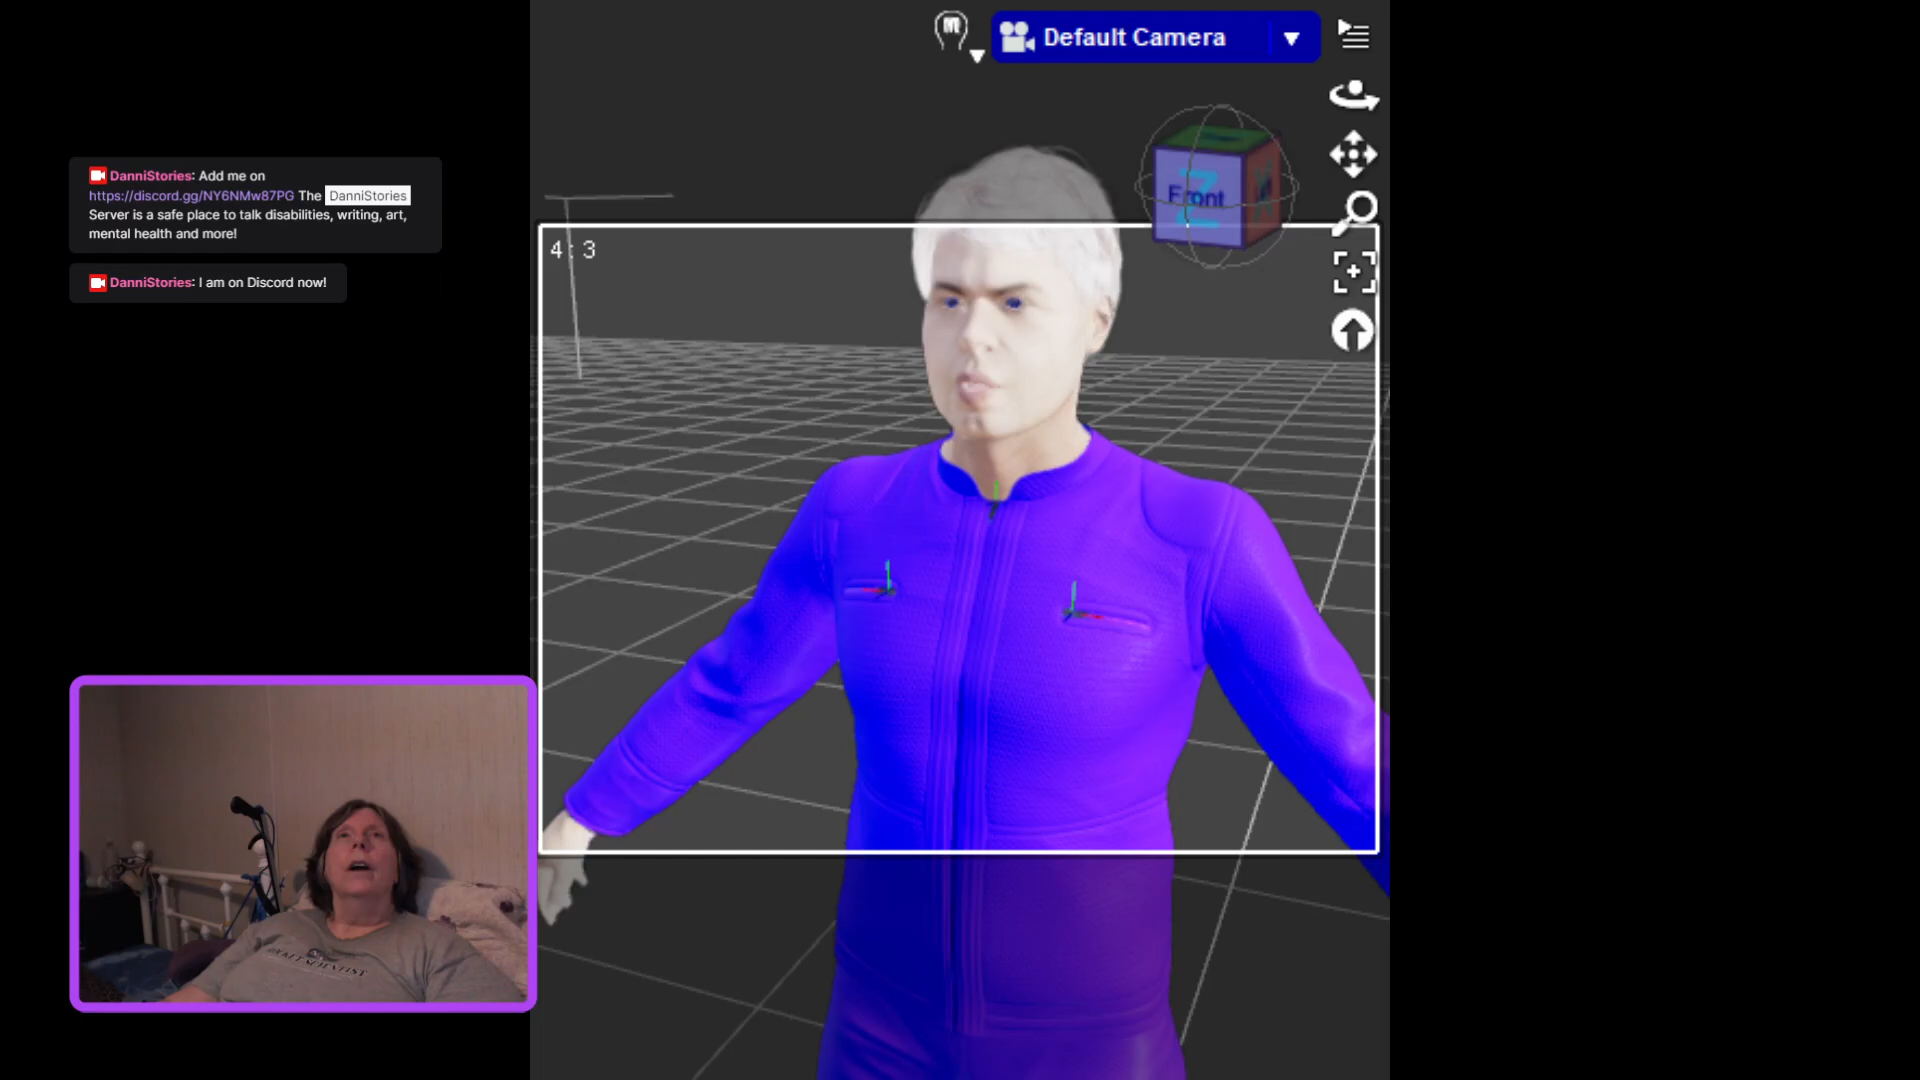 Default Camera
DanniStories: Add me on
https://discord.gg/NY6NMw87PG The DanniStories
Server is a safe place to talk disabilities, writing, art,
mental health and more!
Front
Z
4 : 3
DanniStories: I am on Discord now!